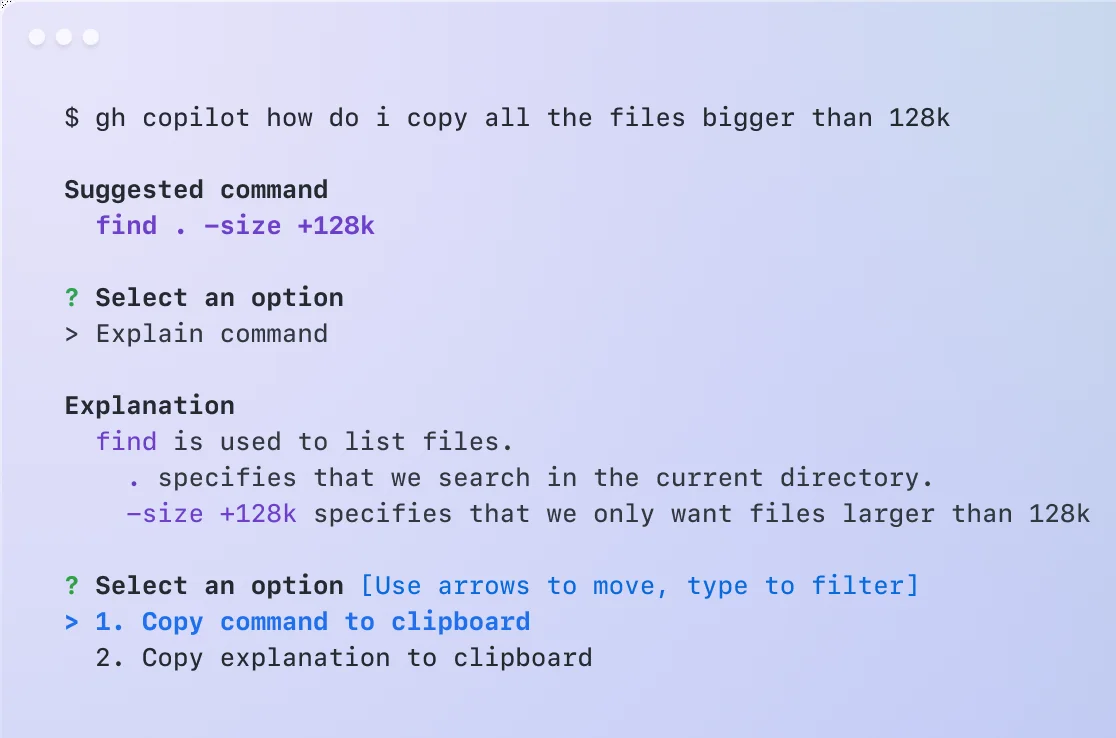 $ gh copilot how do i copy all the files bigger than 128k
Suggested command
find . -size +128k
? Select an option
> Explain command
Explanation
find is used to list files.
. specifies that we search in the current directory.
-size +128k specifies that we only want files larger than 128k
? Select an option [Use arrows to move, type to filter]
> 1. Copy command to clipboard
2. Copy explanation to clipboard